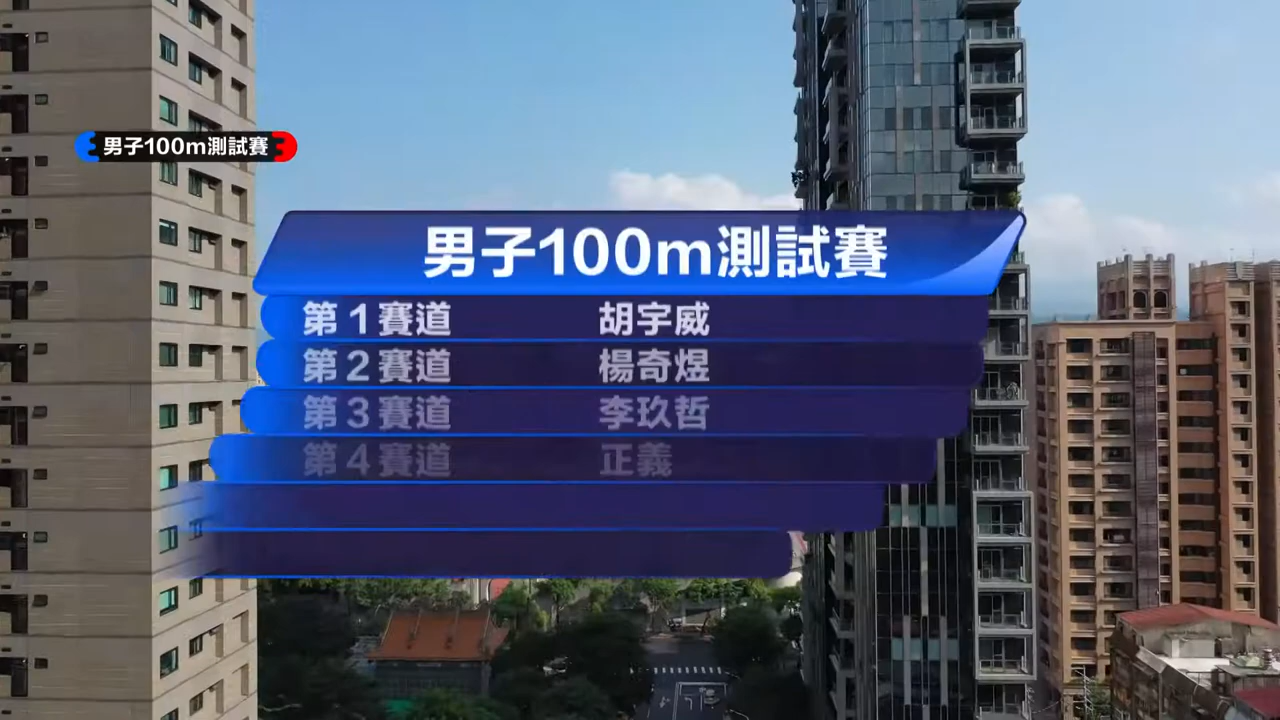 男子100m測試賽
男子100m測試賽
第1賽道 胡宇威
第2賽道 楊奇煜
第3賽道 李玖哲
第4賽道 正義